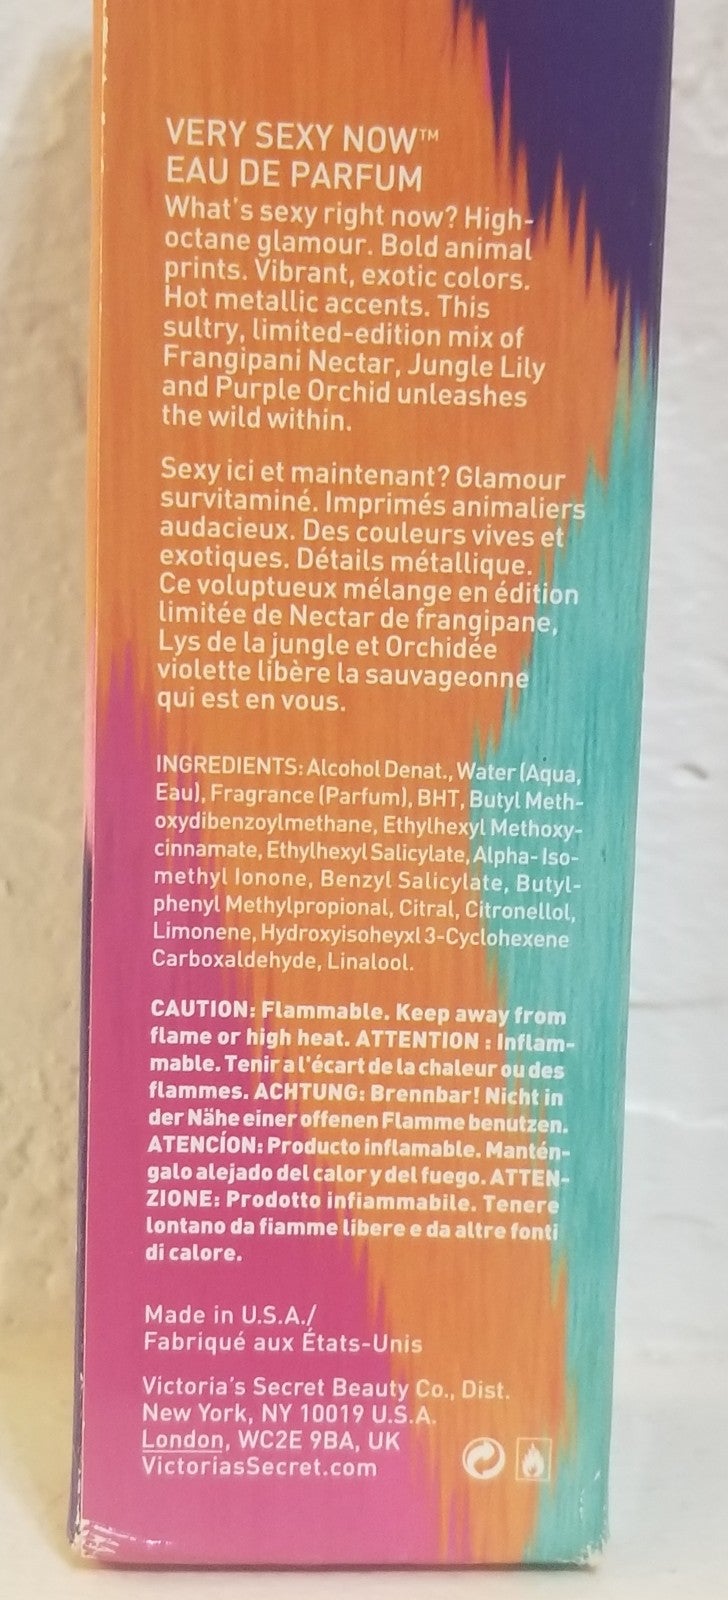 VERY SEXY NOW™
EAU DE PARFUM
What's sexy right now? High-
octane glamour. Bold animal
prints. Vibrant, exotic colors.
Hot metallic accents. This
sultry, limited-edition mix of
Frangipani Nectar, Jungle Lily
and Purple Orchid unleashes
the wild within.
Sexy ici et maintenant? Glamour
survitaminé. Imprimés animaliers
audacieux. Des couleurs vives et
exotiques. Détails métallique.
Ce voluptueux mélange en édition
limitée de Nectar de frangipane,
Lys de la jungle et Orchidée
violette libère la sauvageonne
qui est en vous.
INGREDIENTS: Alcohol Denat., Water (Aqua,
Eau), Fragrance (Parfum), BHT, Butyl Meth-
oxydibenzoylmethane, Ethylhexyl Methoxy-
cinnamate, Ethylhexyl Salicylate, Alpha-Iso-
methyl Ionone, Benzyl Salicylate, Butyl-
phenyl Methylpropional, Citral, Citronellol,
Limonene, Hydroxyisoheyxl 3-Cyclohexene
Carboxaldehyde, Linalool.
CAUTION: Flammable. Keep away from
flame or high heat. ATTENTION : Inflam-
mable. Tenir a l'écart de la chaleur ou des
flammes. ACHTUNG: Brennbar! Nicht in
der Nähe einer offenen Flamme benutzen.
ATENCÍON: Producto inflamable. Mantén-
galo alejado del calor y del fuego. ATTEN-
ZIONE: Prodotto infiammabile. Tenere
lontano da fiamme libere e da altre fonti
di calore.
Made in U.S.A./
Fabriqué aux États-Unis
Victoria's Secret Beauty Co., Dist.
New York, NY 10019 U.S.A.
London, WC2E 9BA, UK
VictoriasSecret.com